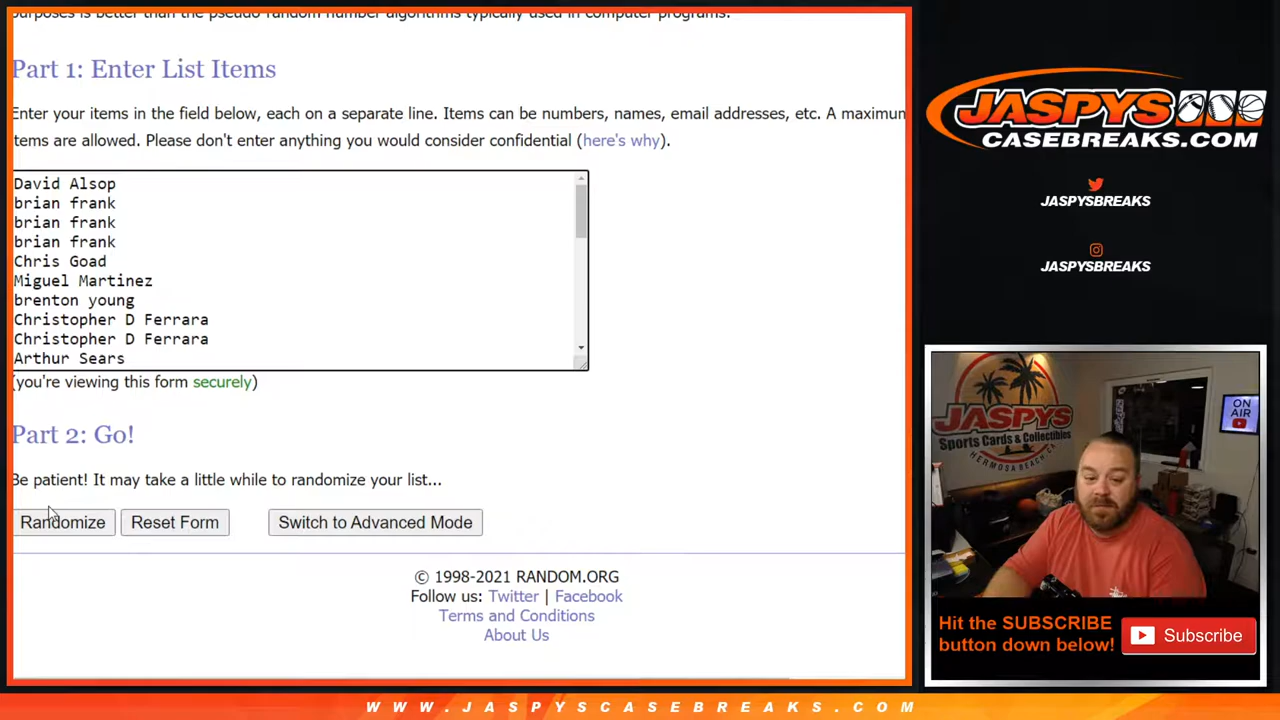 purposes is better than the pseudo random number algorithms typically used in computer programs.
Part 1: Enter List Items
Enter your items in the field below, each on a separate line. Items can be numbers, names, email addresses, etc. A maximum
tems are allowed. Please don't enter anything you would consider confidential (here's why).
David Alsop
brian frank
brian frank
brian frank
Chris Goad
Miguel Martinez
brenton young
Christopher D Ferrara
Christopher D Ferrara
Arthur Sears
(you're viewing this form securely)
Part 2: Go!
Be patient! It may take a little while to randomize your list...
Randomize Reset Form Switch to Advanced Mode
© 1998-2021 RANDOM.ORG
Follow us: Twitter | Facebook
Terms and Conditions
About Us
JASPYS
CASEBREAKS.COM
JASPYSBREAKS
JASPYSBREAKS
JASPYS
Sports Cards & Collectibles
HERMOSA BEACH, CA
ON
AIR
Hit the SUBSCRIBE
button down below!
Subscribe
WWW.JASPYSCASEBREAKS.COM